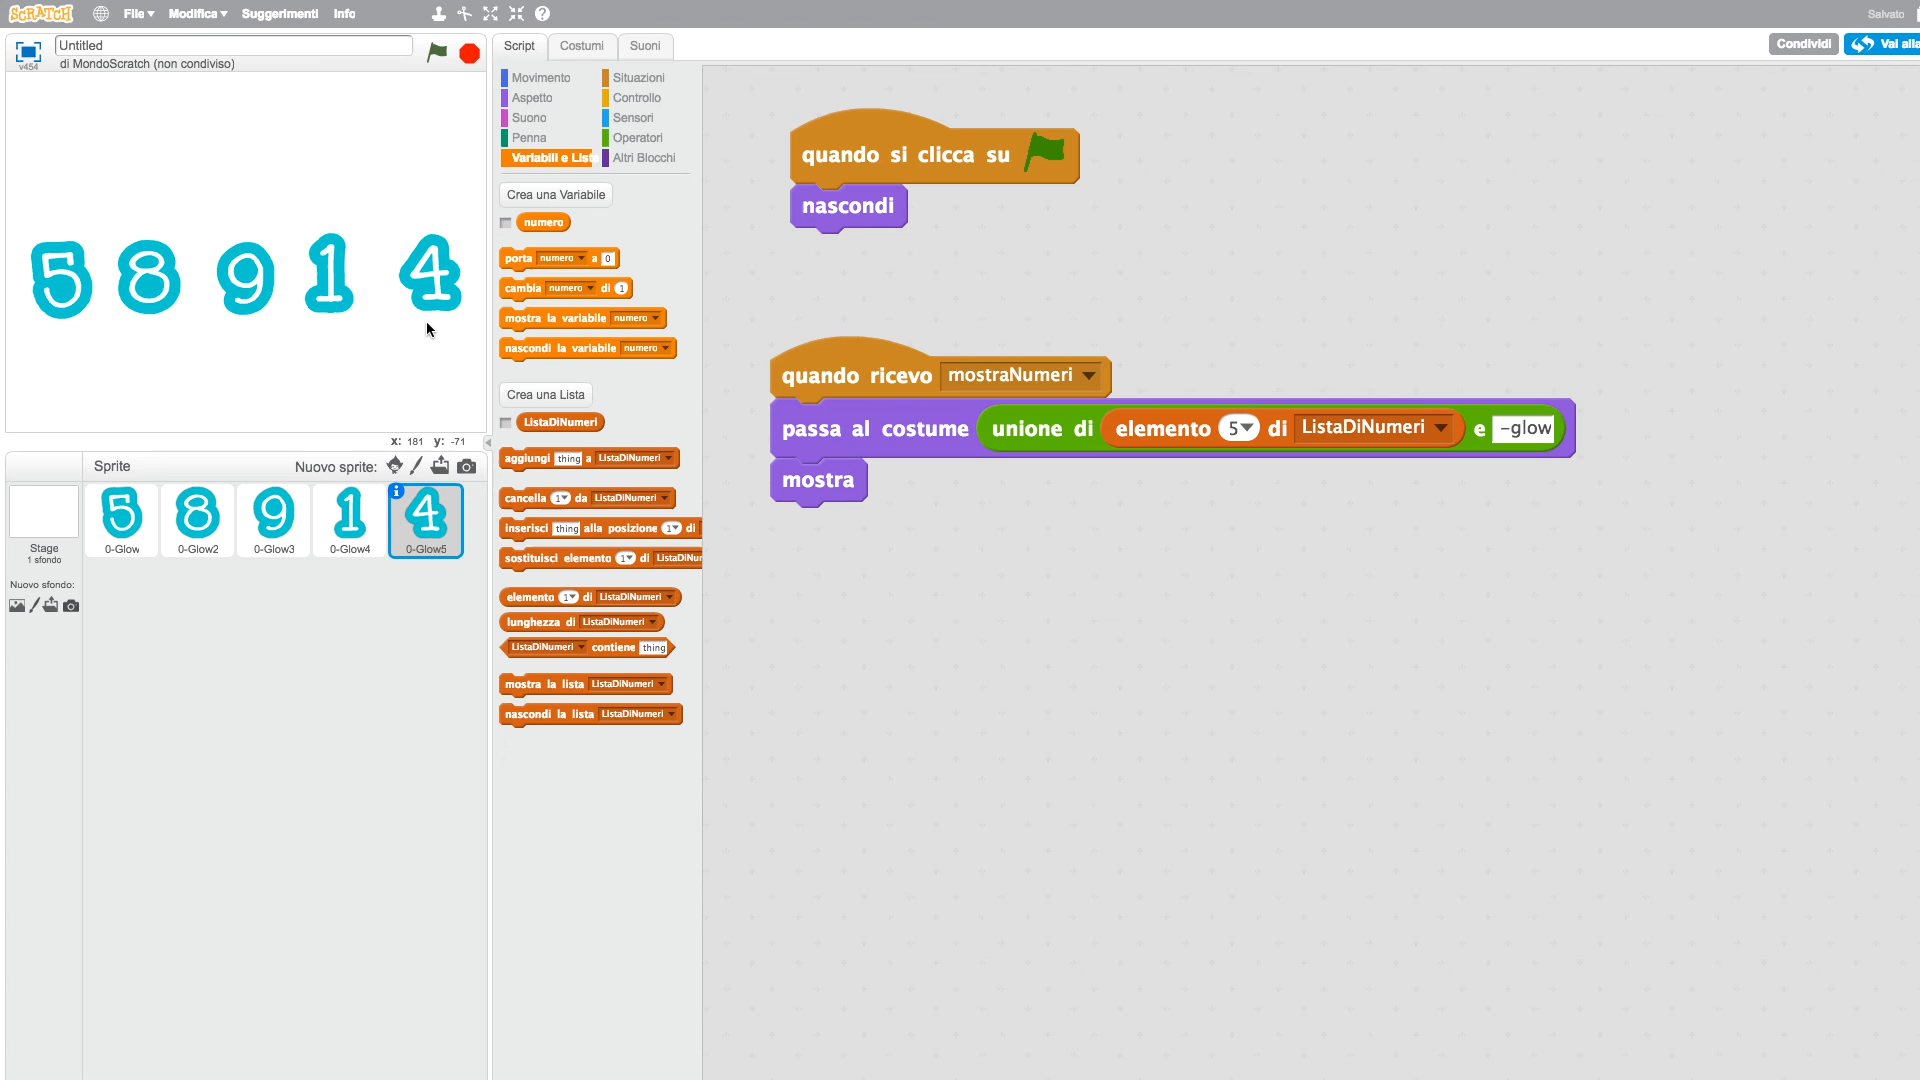 SCRATCH File Modifica Suggerimenti Info
Salvato
Untitled
di MondoScratch (non condiviso)
v454
Script Costumi Suoni
Condividi
Movimento Situazioni
Aspetto Controllo
Suono Sensori
Penna Operatori
Variabili e Liste Altri Blocchi
Crea una Variabile
numero
porta numero a 0
cambia numero di 1
mostra la variabile numero
nascondi la variabile numero
Crea una Lista
ListaDiNumeri
aggiungi thing a ListaDiNumeri
cancella 1 da ListaDiNumeri
inserisci thing alla posizione 1 di
sostituisci elemento 1 di ListaDiNum
elemento 1 di ListaDiNumeri
lunghezza di ListaDiNumeri
ListaDiNumeri contiene thing
mostra la lista ListaDiNumeri
nascondi la lista ListaDiNumeri
quando si clicca su
nascondi
quando ricevo mostraNumeri
passa al costume unione di elemento 5 di ListaDiNumeri e -glow
mostra
5 8 9 1 4
x: 181 y: -71
Sprite Nuovo sprite:
5 8 9 1 4
0-Glow 0-Glow2 0-Glow3 0-Glow4 0-Glow5
Stage
1 sfondo
Nuovo sfondo: